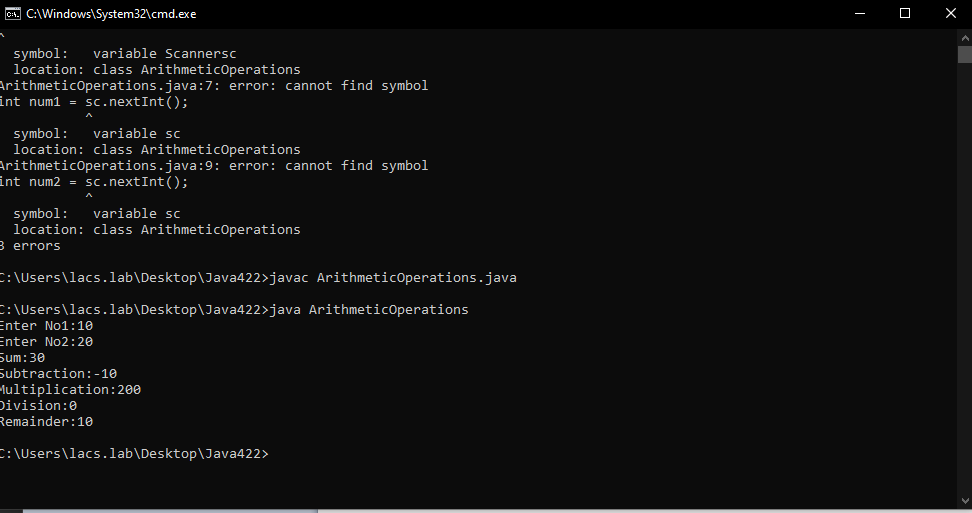 C:\Windows\System32\cmd.exe
^
symbol:   variable Scannersc
location: class ArithmeticOperations
ArithmeticOperations.java:7: error: cannot find symbol
int num1 = sc.nextInt();
^
symbol:   variable sc
location: class ArithmeticOperations
ArithmeticOperations.java:9: error: cannot find symbol
int num2 = sc.nextInt();
^
symbol:   variable sc
location: class ArithmeticOperations
3 errors
C:\Users\lacs.lab\Desktop\Java422>javac ArithmeticOperations.java
C:\Users\lacs.lab\Desktop\Java422>java ArithmeticOperations
Enter No1:10
Enter No2:20
Sum:30
Subtraction:-10
Multiplication:200
Division:0
Remainder:10
C:\Users\lacs.lab\Desktop\Java422>